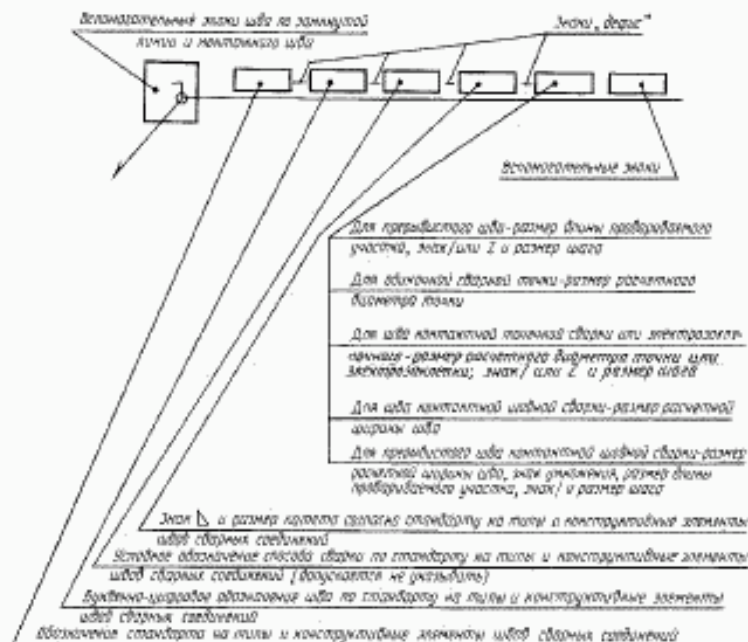 Вспомогательные знаки шва по замкнутой
линии и монтажного шва
Знаки „дефис“
Вспомогательные знаки
Для прерывистого шва-размер длины провариваемого
участка, знак / или Z и размер шага
Для одиночной сварной точки-размер расчетного
диаметра точки
Для шва контактной точечной сварки или электрозакле-
почного-размер расчетного диаметра точки или
электрозаклепки; знак / или Z и размер шага
Для шва контактной шовной сварки-размер расчетной
ширины шва
Для прерывистого шва контактной шовной сварки-размер
расчетной ширины шва, знак умножения, размер длины
провариваемого участка, знак / и размер шага
Знак и размер катета согласно стандарту на типы и конструктивные элементы
швов сварных соединений
Условное обозначение способа сварки по стандарту на типы и конструктивные элементы
швов сварных соединений (допускается не указывать)
Буквенно-цифровое обозначение шва по стандарту на типы и конструктивные элементы
швов сварных соединений
Обозначение стандарта на типы и конструктивные элементы швов сварных соединений